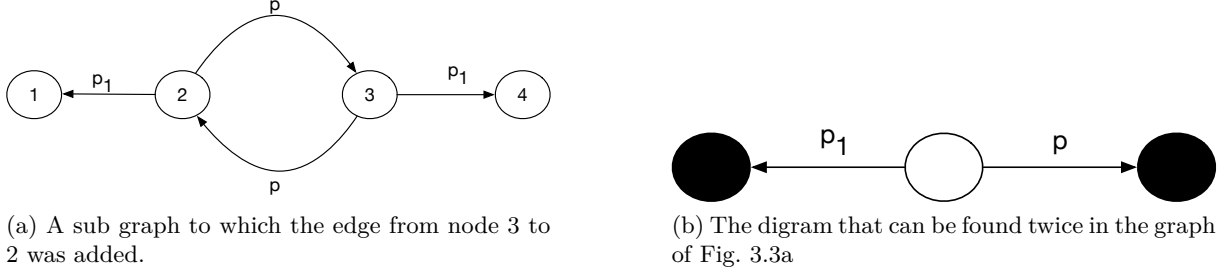 p
p₁
1
2
3
p₁
4
p
(a) A sub graph to which the edge from node 3 to
2 was added.
p₁
p
(b) The digram that can be found twice in the graph
of Fig. 3.3a